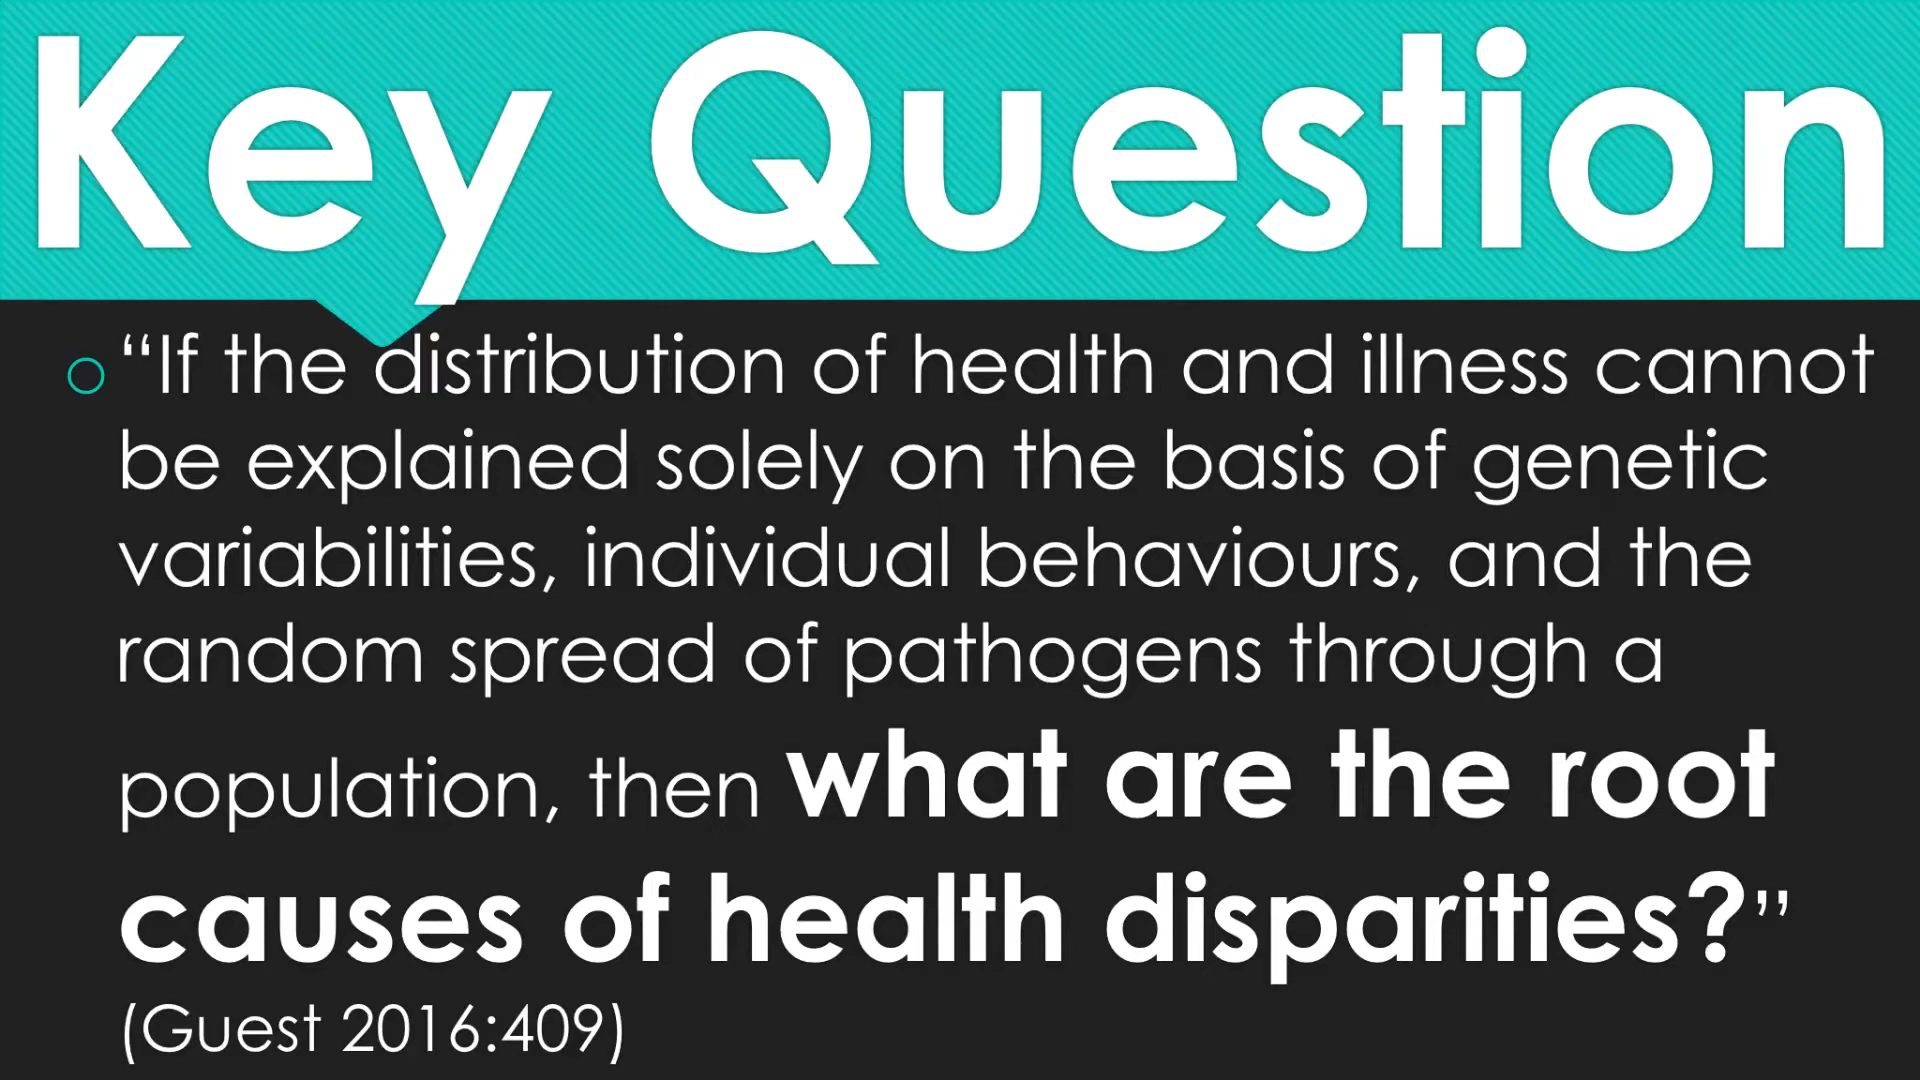 Key Question
“If the distribution of health and illness cannot
be explained solely on the basis of genetic
variabilities, individual behaviours, and the
random spread of pathogens through a
population, then what are the root
causes of health disparities?”
(Guest 2016:409)